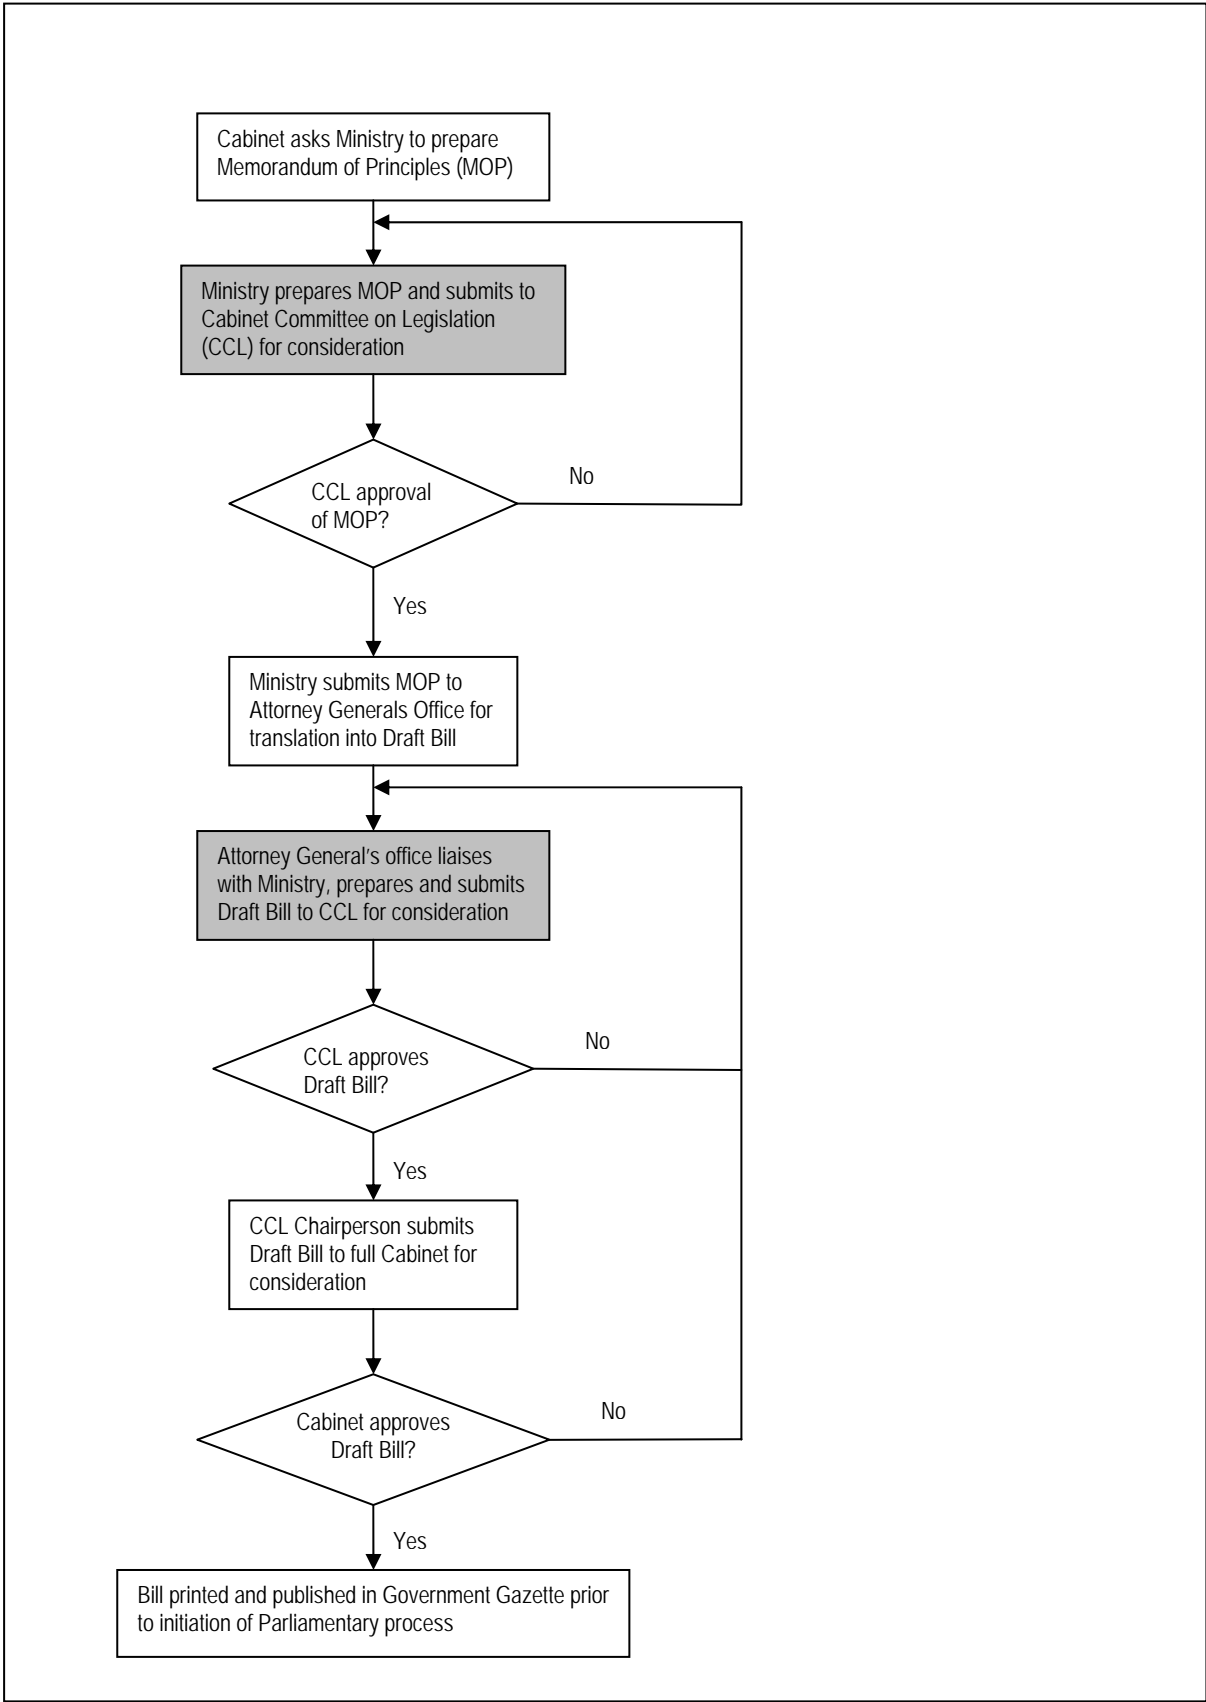 Cabinet asks Ministry to prepare
Memorandum of Principles (MOP)
Ministry prepares MOP and submits to
Cabinet Committee on Legislation
(CCL) for consideration
CCL approval
of MOP?
No
Yes
Ministry submits MOP to
Attorney Generals Office for
translation into Draft Bill
Attorney General’s office liaises
with Ministry, prepares and submits
Draft Bill to CCL for consideration
CCL approves
Draft Bill?
No
Yes
CCL Chairperson submits
Draft Bill to full Cabinet for
consideration
Cabinet approves
Draft Bill?
No
Yes
Bill printed and published in Government Gazette prior
to initiation of Parliamentary process